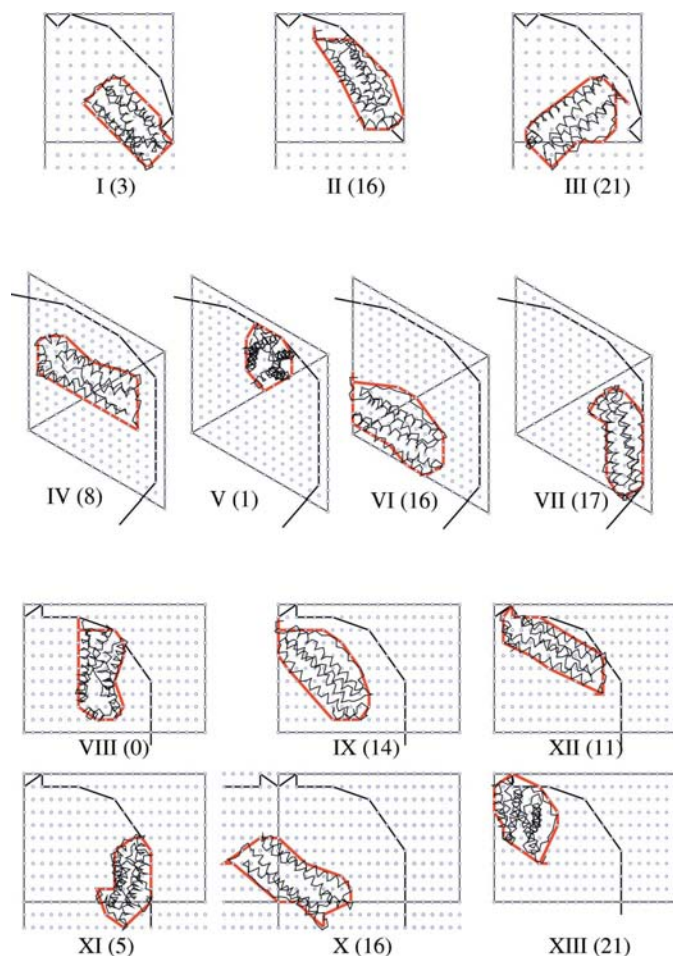 I (3) II (16) III (21)
IV (8) V (1) VI (16) VII (17)
VIII (0) IX (14) XII (11)
XI (5) X (16) XIII (21)